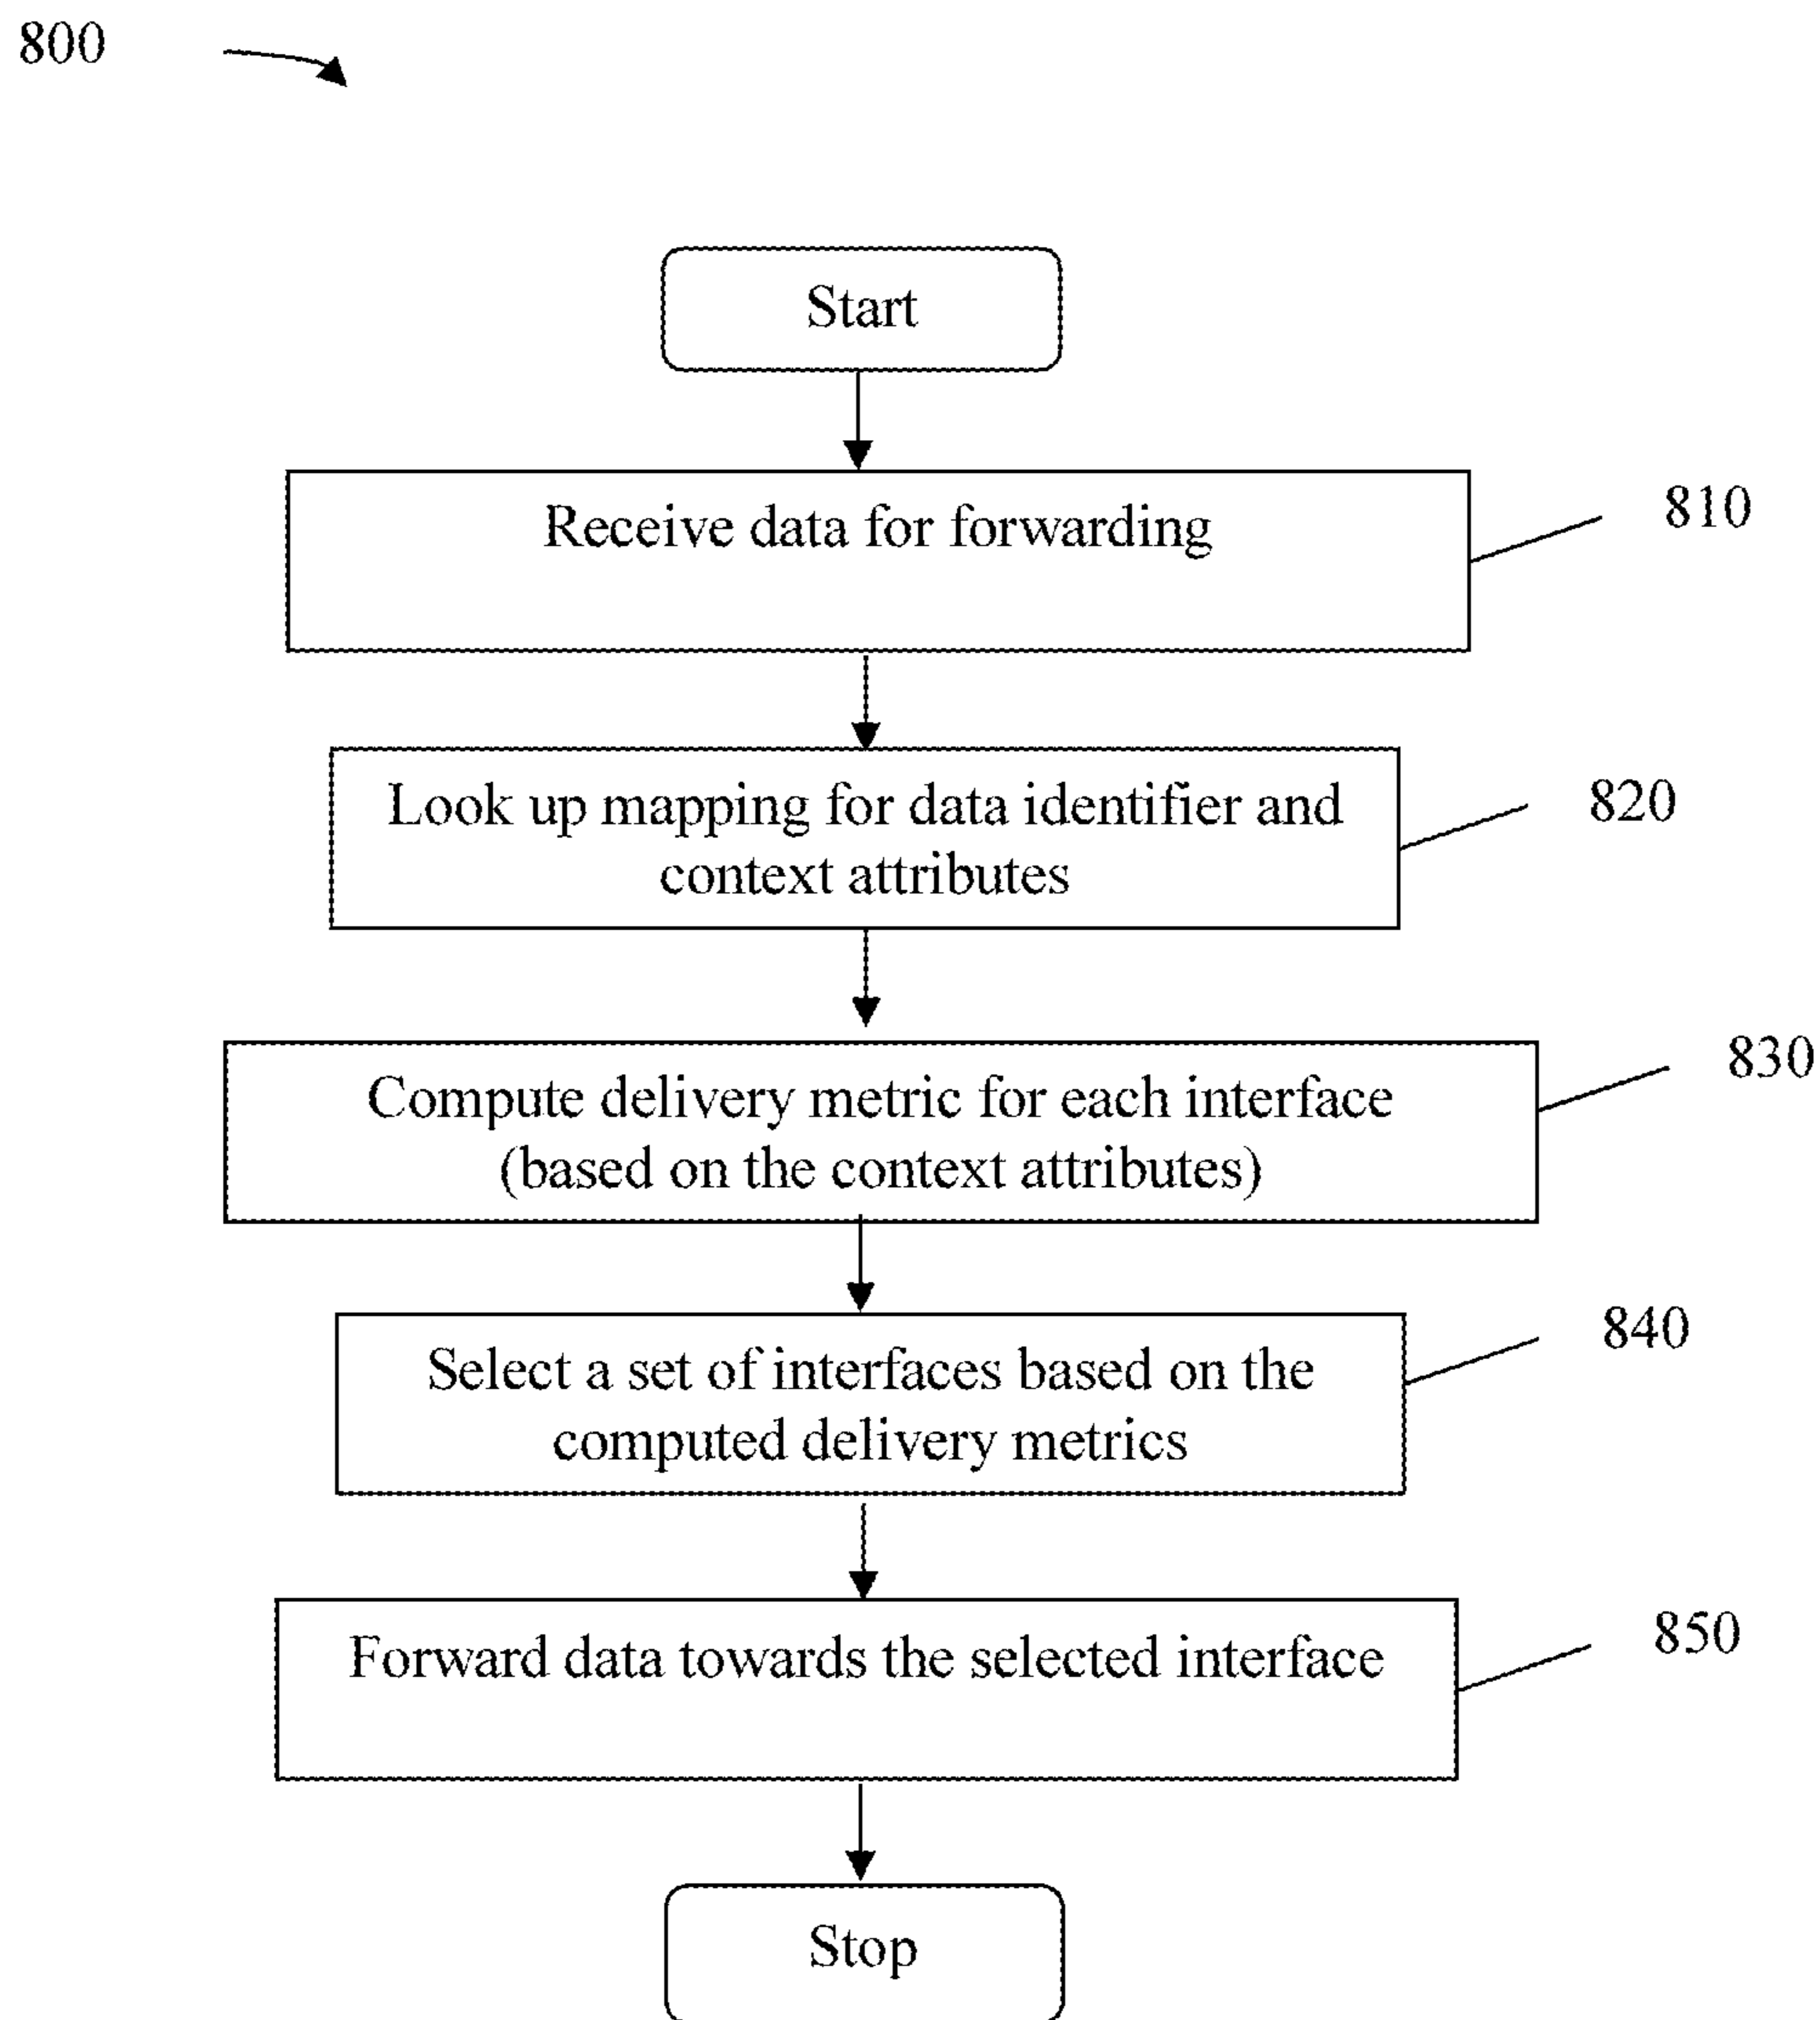 800
Start
Receive data for forwarding
810
Look up mapping for data identifier and
context attributes
820
Compute delivery metric for each interface
(based on the context attributes)
830
Select a set of interfaces based on the
computed delivery metrics
840
Forward data towards the selected interface
850
Stop